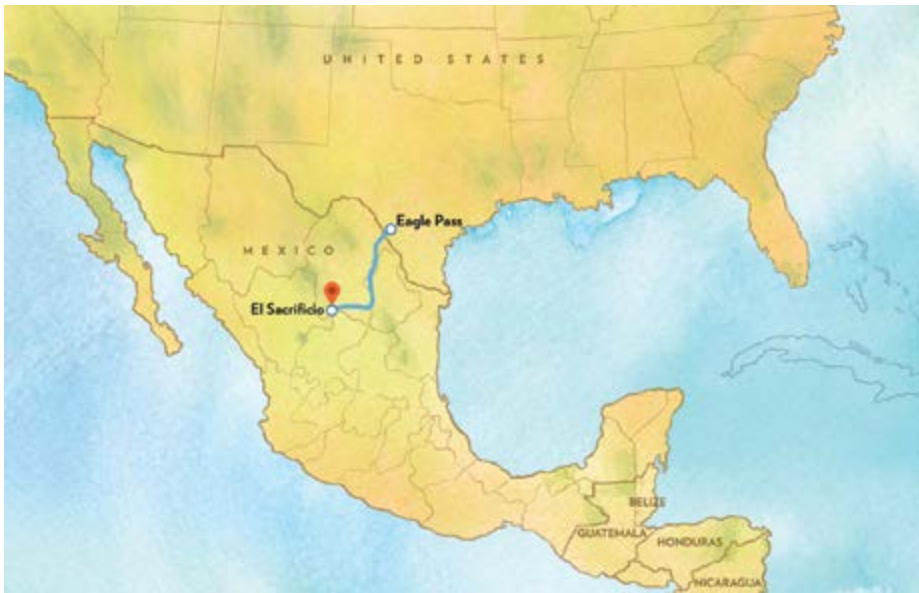 UNITED STATES
Eagle Pass
MEXICO
El Sacrificio
BELIZE
GUATEMALA
HONDURAS
NICARAGUA